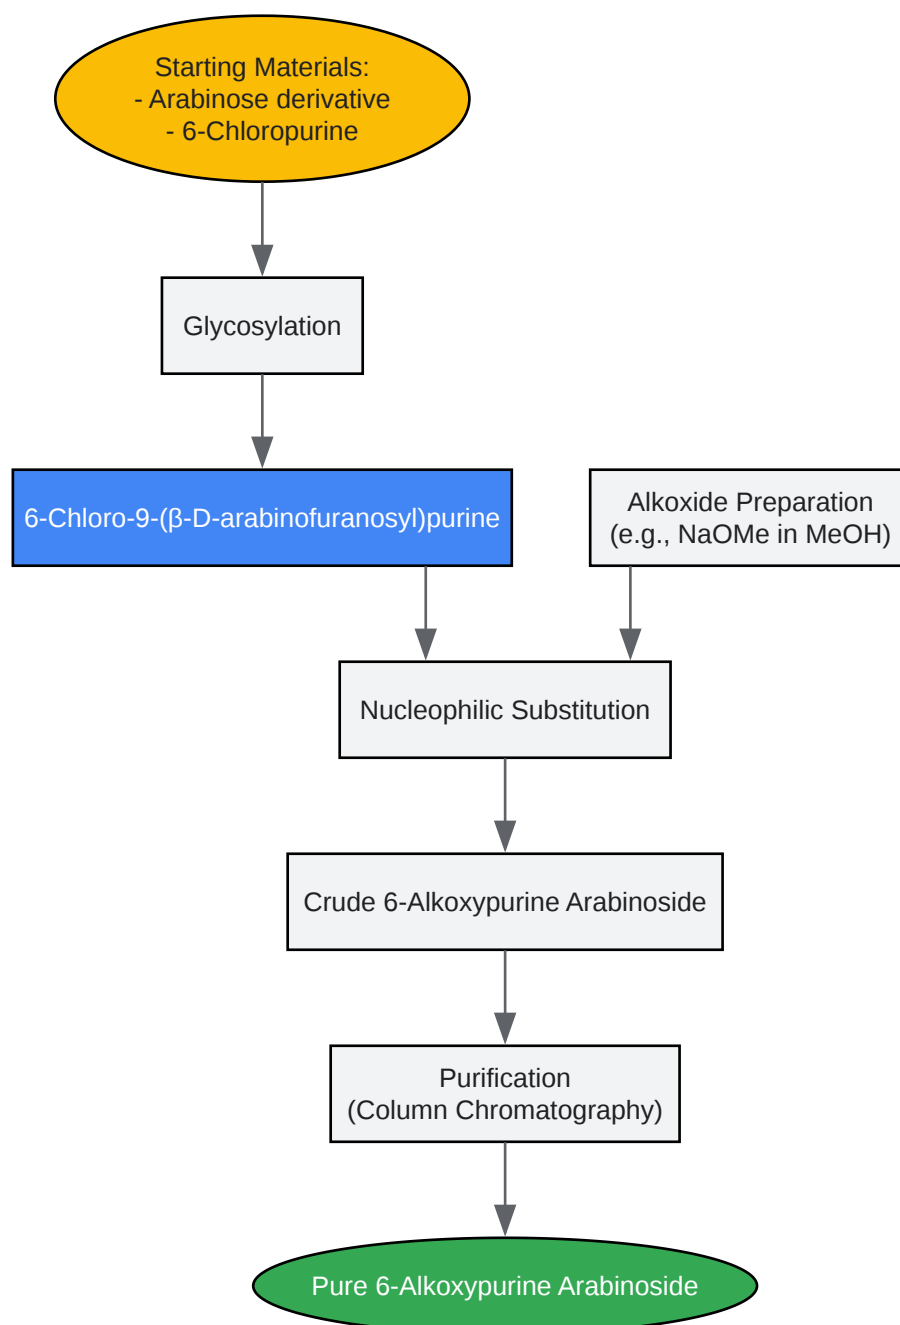 Starting Materials:
- Arabinose derivative
- 6-Chloropurine
Glycosylation
6-Chloro-9-(β-D-arabinofuranosyl)purine
Alkoxide Preparation
(e.g., NaOMe in MeOH)
Nucleophilic Substitution
Crude 6-Alkoxypurine Arabinoside
Purification
(Column Chromatography)
Pure 6-Alkoxypurine Arabinoside